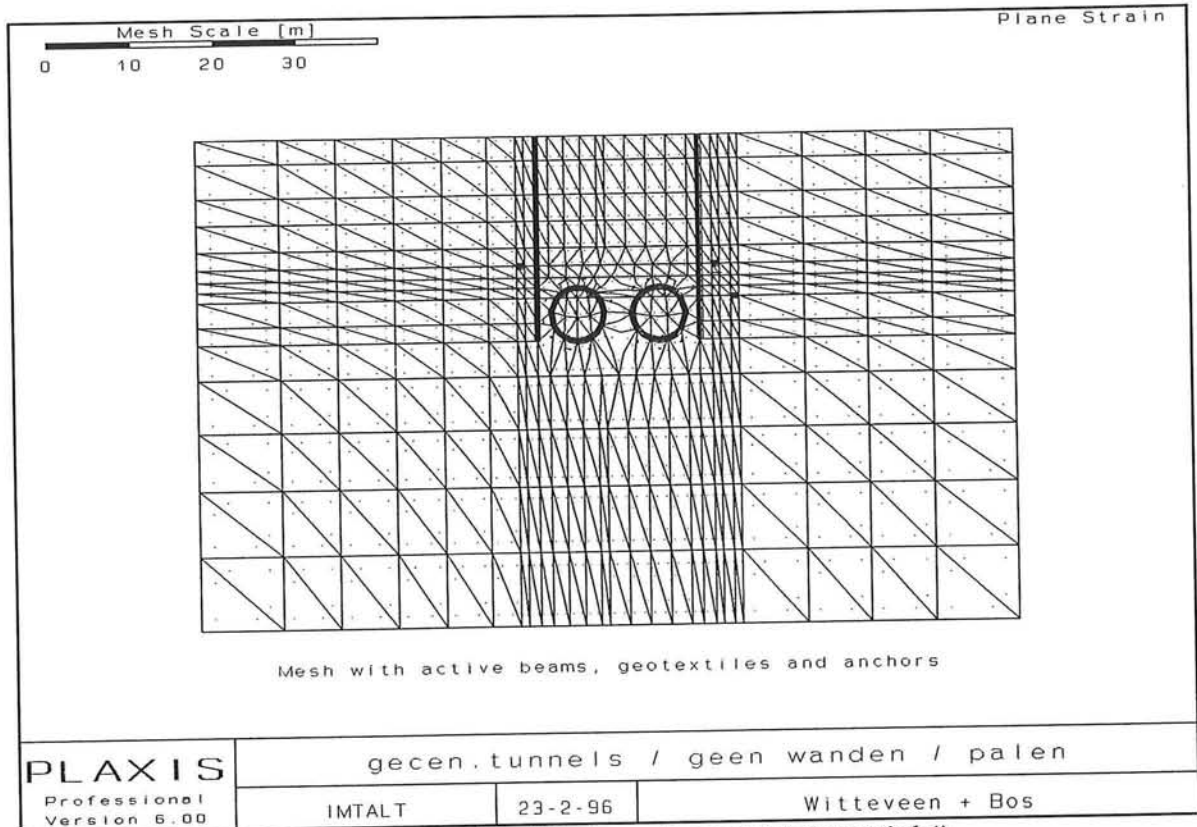 Mesh Scale [m]
Plane Strain
0 10 20 30
Mesh with active beams, geotextiles and anchors
PLAXIS
Professional
Version 6.00
gecen.tunnels / geen wanden / palen
IMTALT
23-2-96
Witteveen + Bos